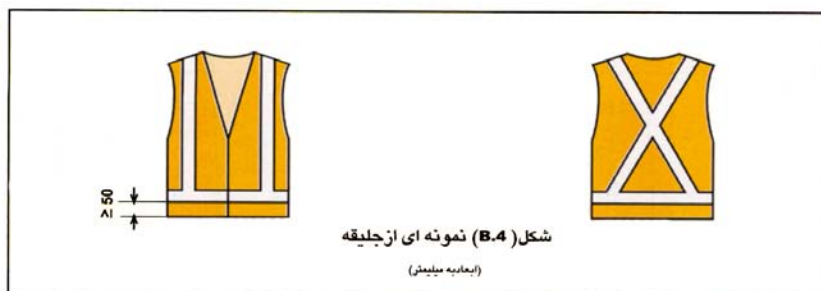 ≥ 50
شکل( B.4) نمونه ای ازجلیقه
(ابعادبه میلیمتر)